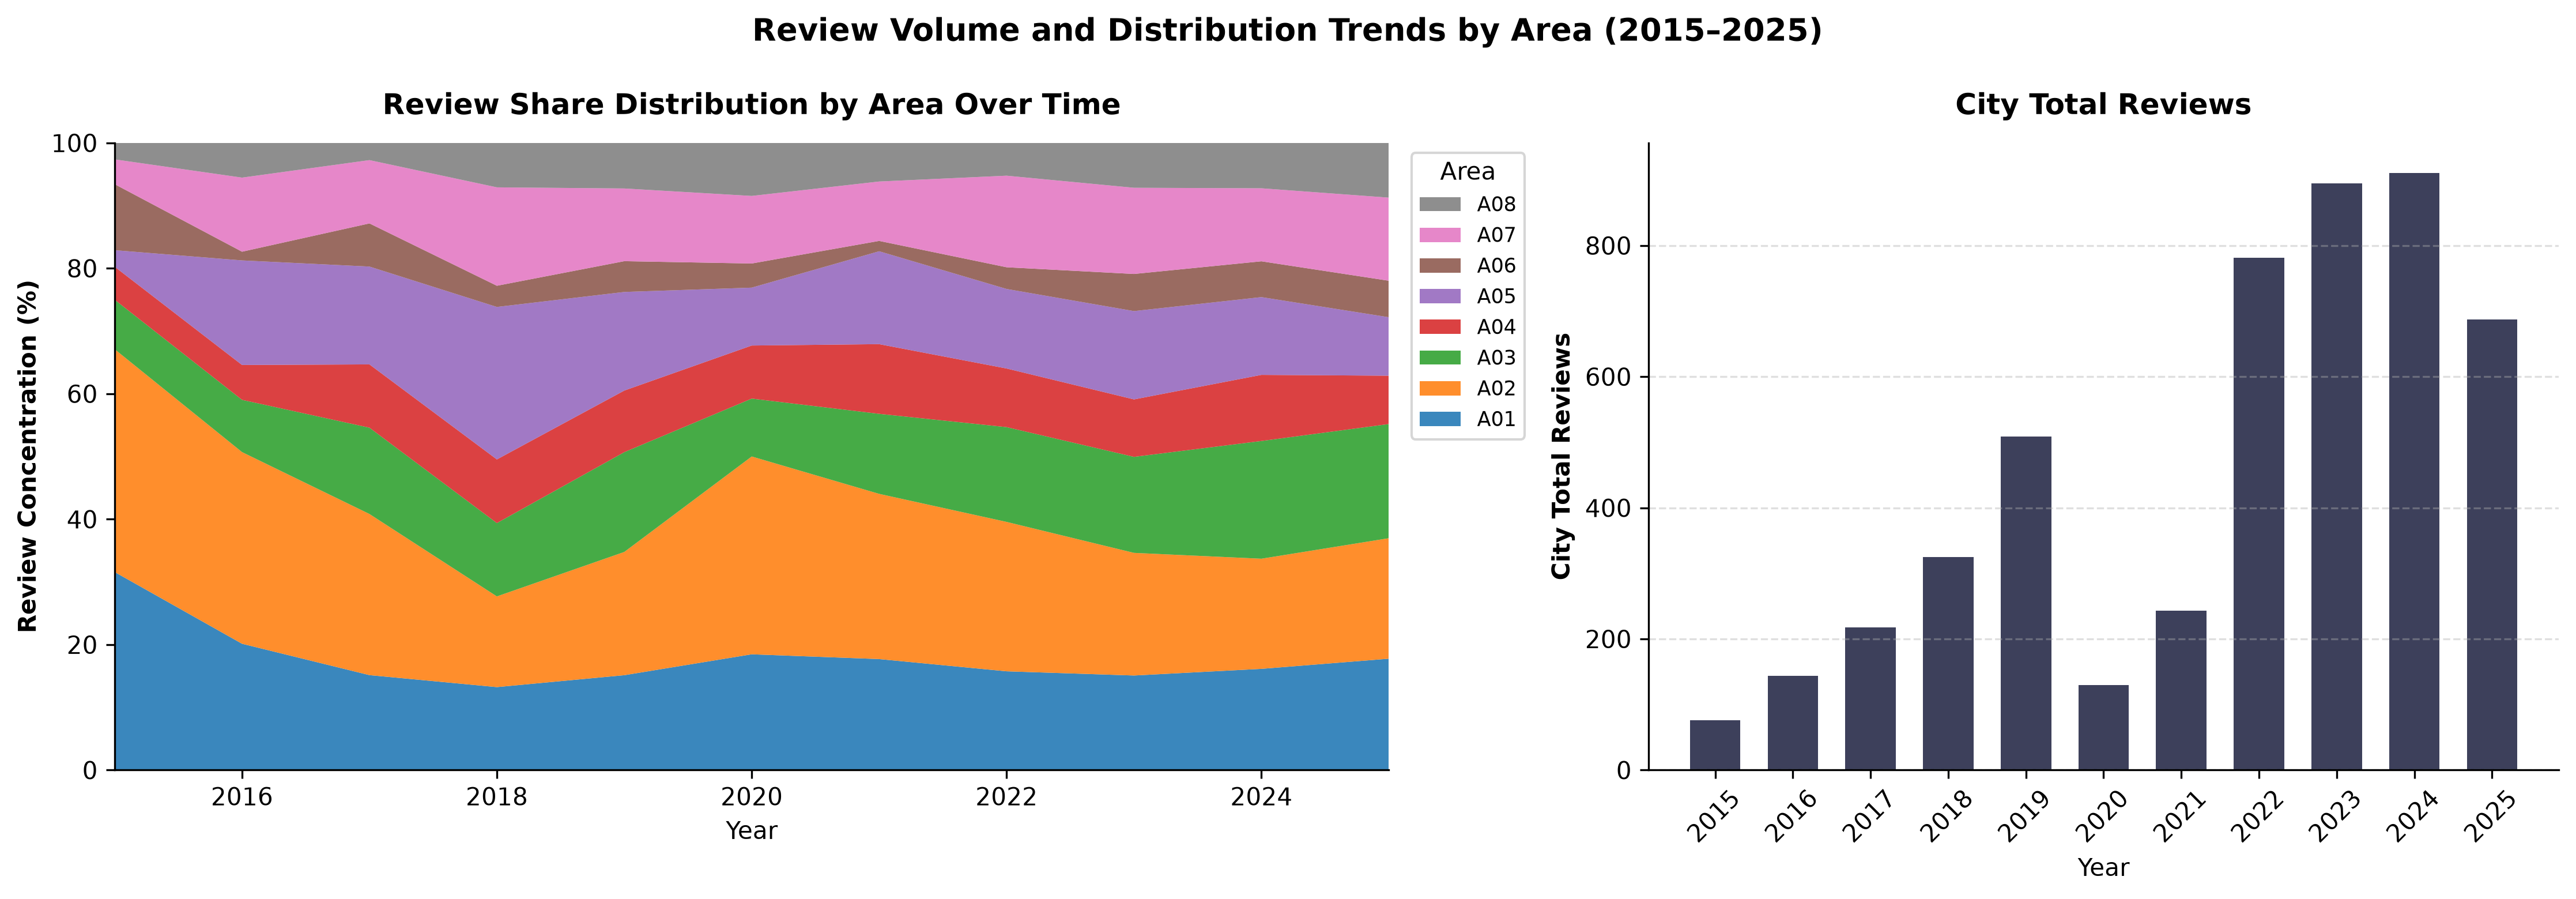 Review Volume and Distribution Trends by Area (2015–2025)
Review Share Distribution by Area Over Time
Review Concentration (%)
100
80
60
40
20
0
2016
2018
2020
2022
2024
Year
Area
A08
A07
A06
A05
A04
A03
A02
A01
City Total Reviews
City Total Reviews
800
600
400
200
0
2015
2016
2017
2018
2019
2020
2021
2022
2023
2024
2025
Year